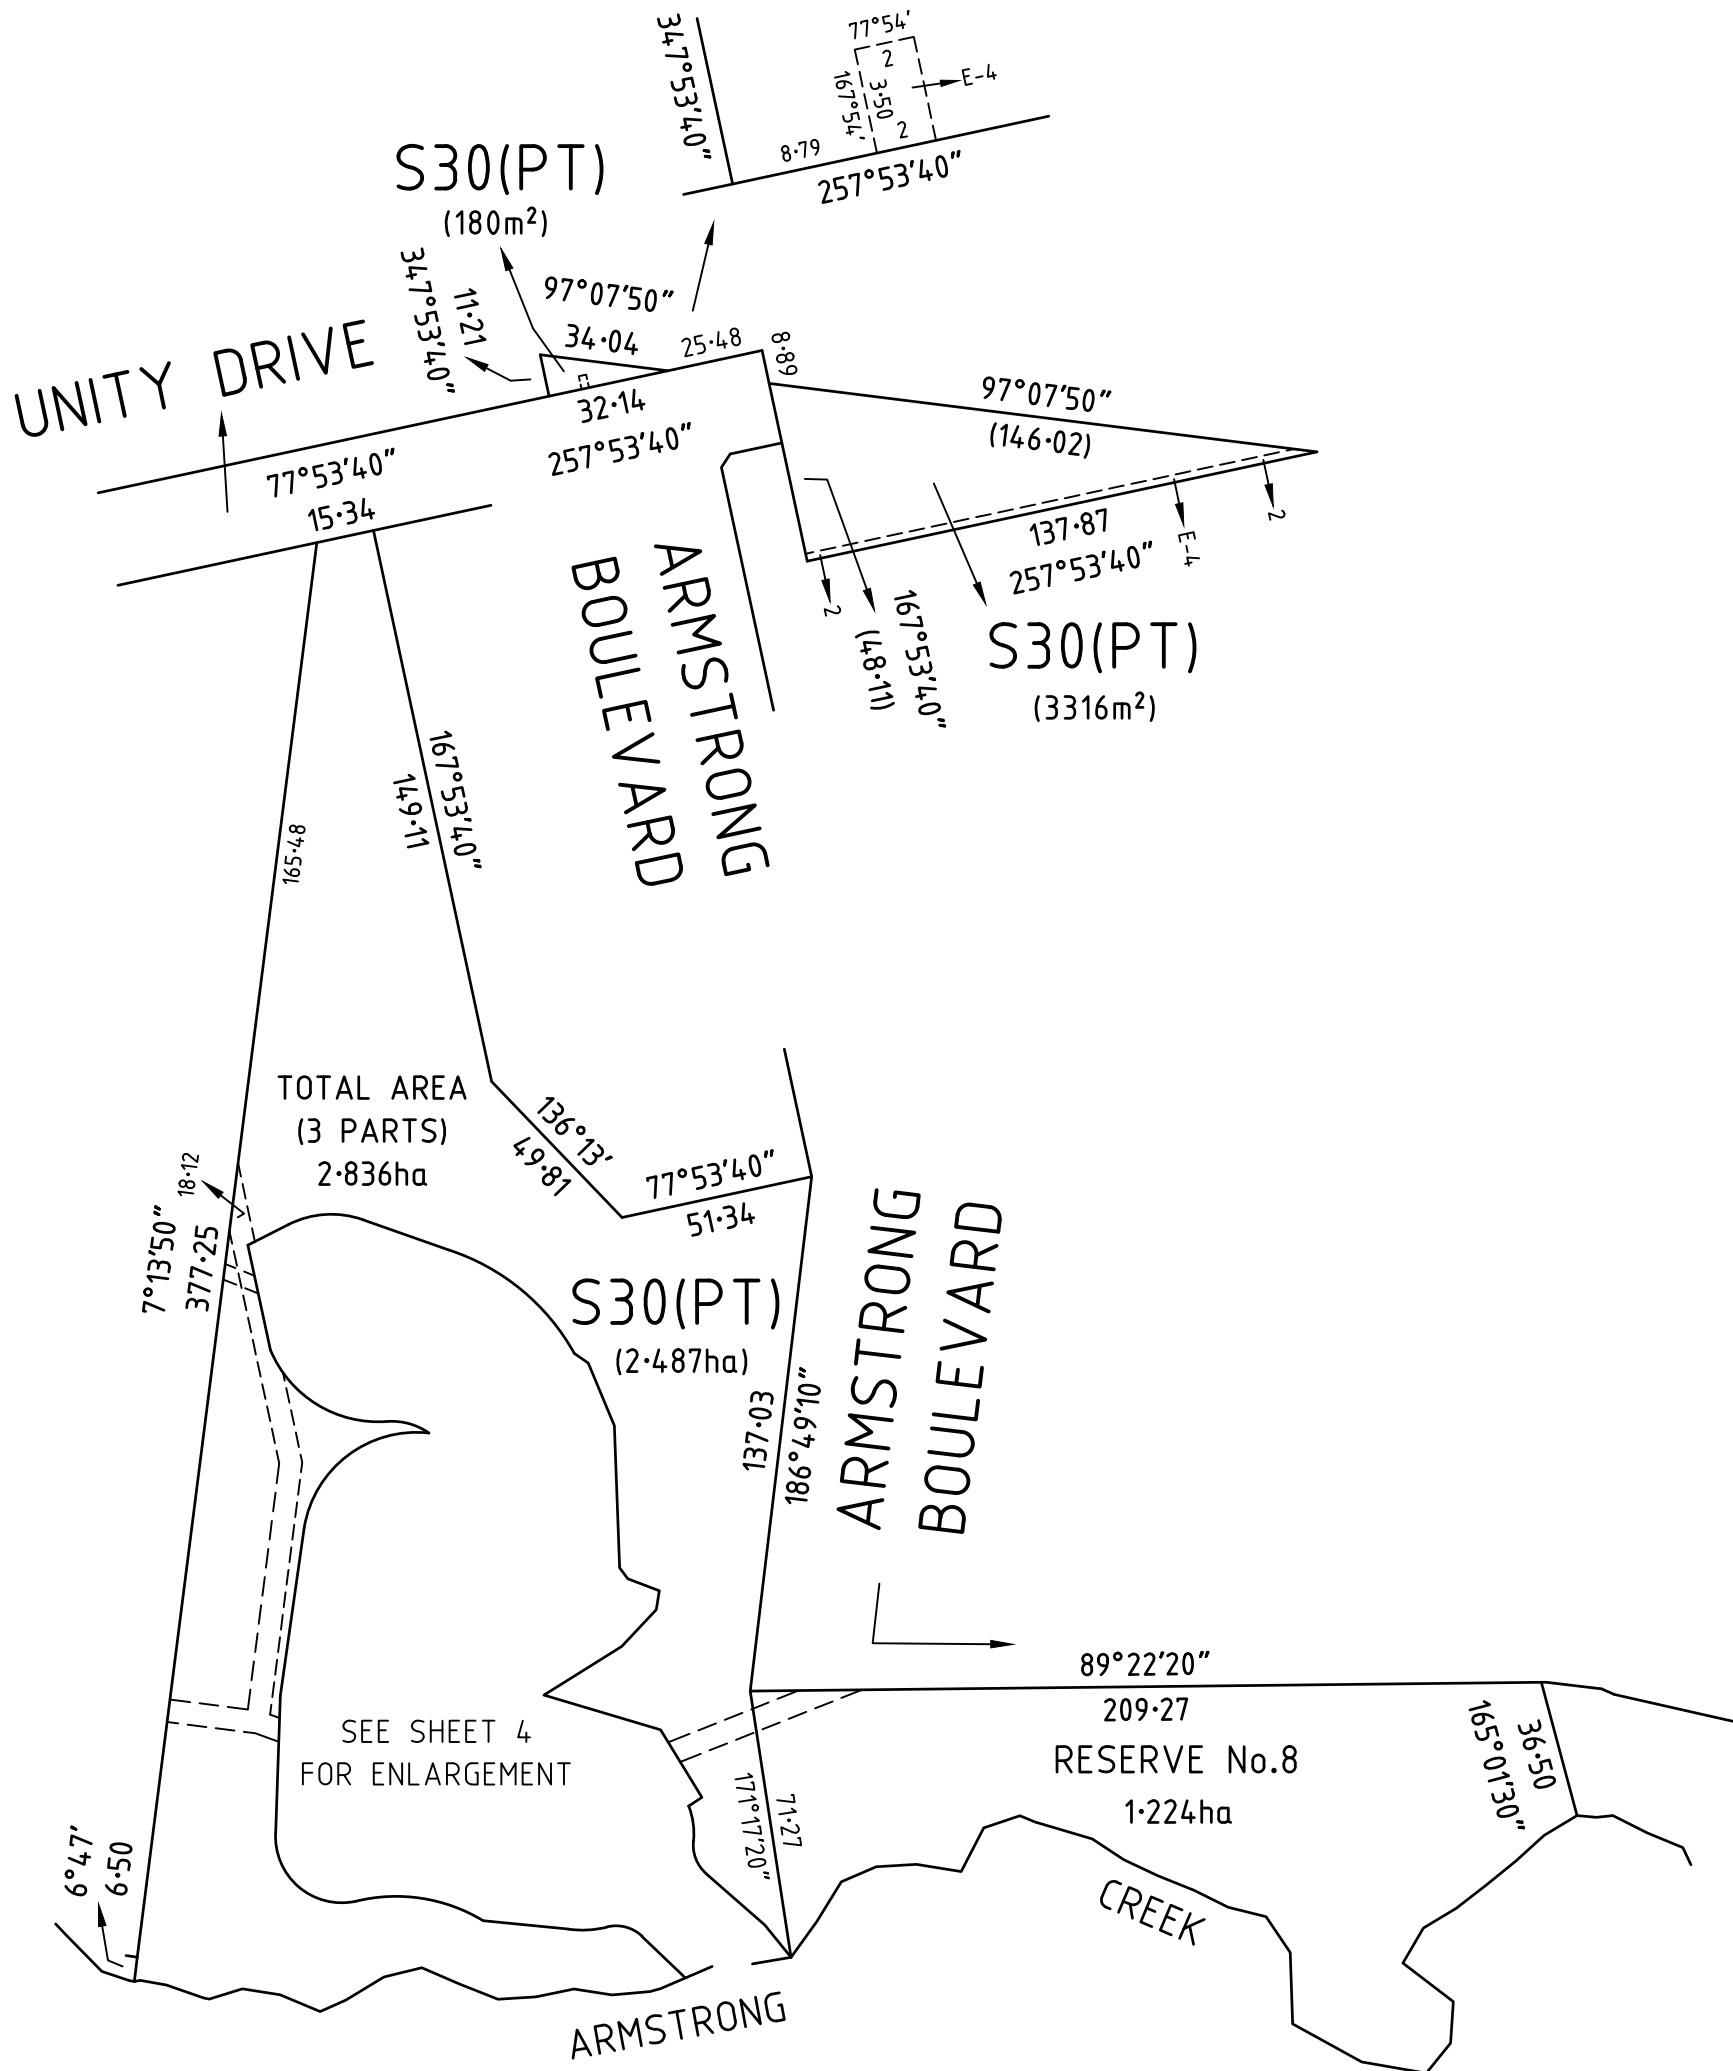 77°54'
2
E-4
167°54'
3·50
2
347°53'40"
8·79
257°53'40"
S30(PT)
(180m²)
347°53'40"
11·21
97°07'50"
34·04
25·48
8·89
UNITY DRIVE
32·14
257°53'40"
77°53'40"
15·34
97°07'50"
(146·02)
137·87
257°53'40"
E-4
2
2
(48·11)
167°53'40"
S30(PT)
(3316m²)
ARMSTRONG
BOULEVARD
167°53'40"
149·11
165·48
TOTAL AREA
(3 PARTS)
2·836ha
136°13'
49·81
77°53'40"
51·34
18·12
7°13'50"
377·25
S30(PT)
(2·487ha)
137·03
186°49'10"
ARMSTRONG
BOULEVARD
89°22'20"
209·27
RESERVE No.8
1·224ha
36·50
165°01'30"
SEE SHEET 4
FOR ENLARGEMENT
71·27
171°17'20"
6°47'
6·50
ARMSTRONG
CREEK